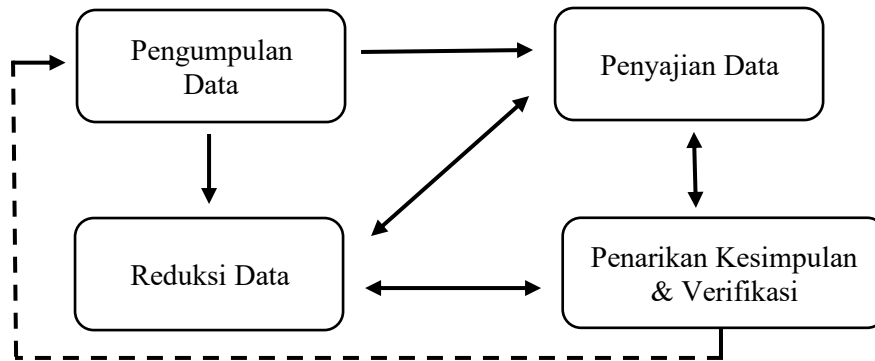 Pengumpulan
Data
Penyajian Data
Reduksi Data
Penarikan Kesimpulan
& Verifikasi